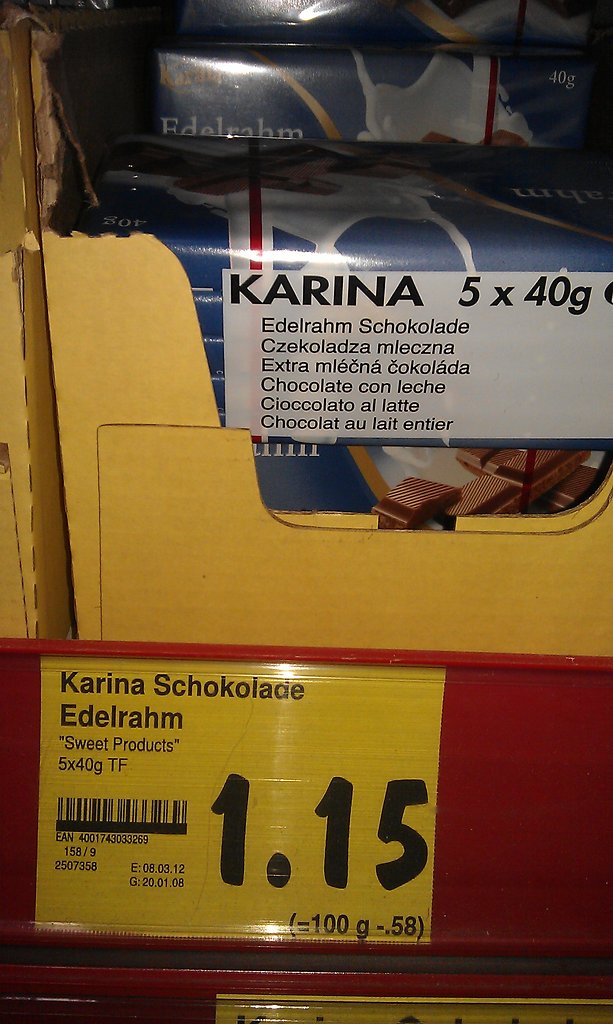 40g
Edelrahm
40g
KARINA 5 x 40g
Edelrahm Schokolade
Czekoladza mleczna
Extra mléčná čokoláda
Chocolate con leche
Cioccolato al latte
Chocolat au lait entier
Karina Schokolade
Edelrahm
"Sweet Products"
5x40g TF
EAN 4001743033269
158/9
2507358
E: 08.03.12
G: 20.01.08
1.15
(=100 g -.58)